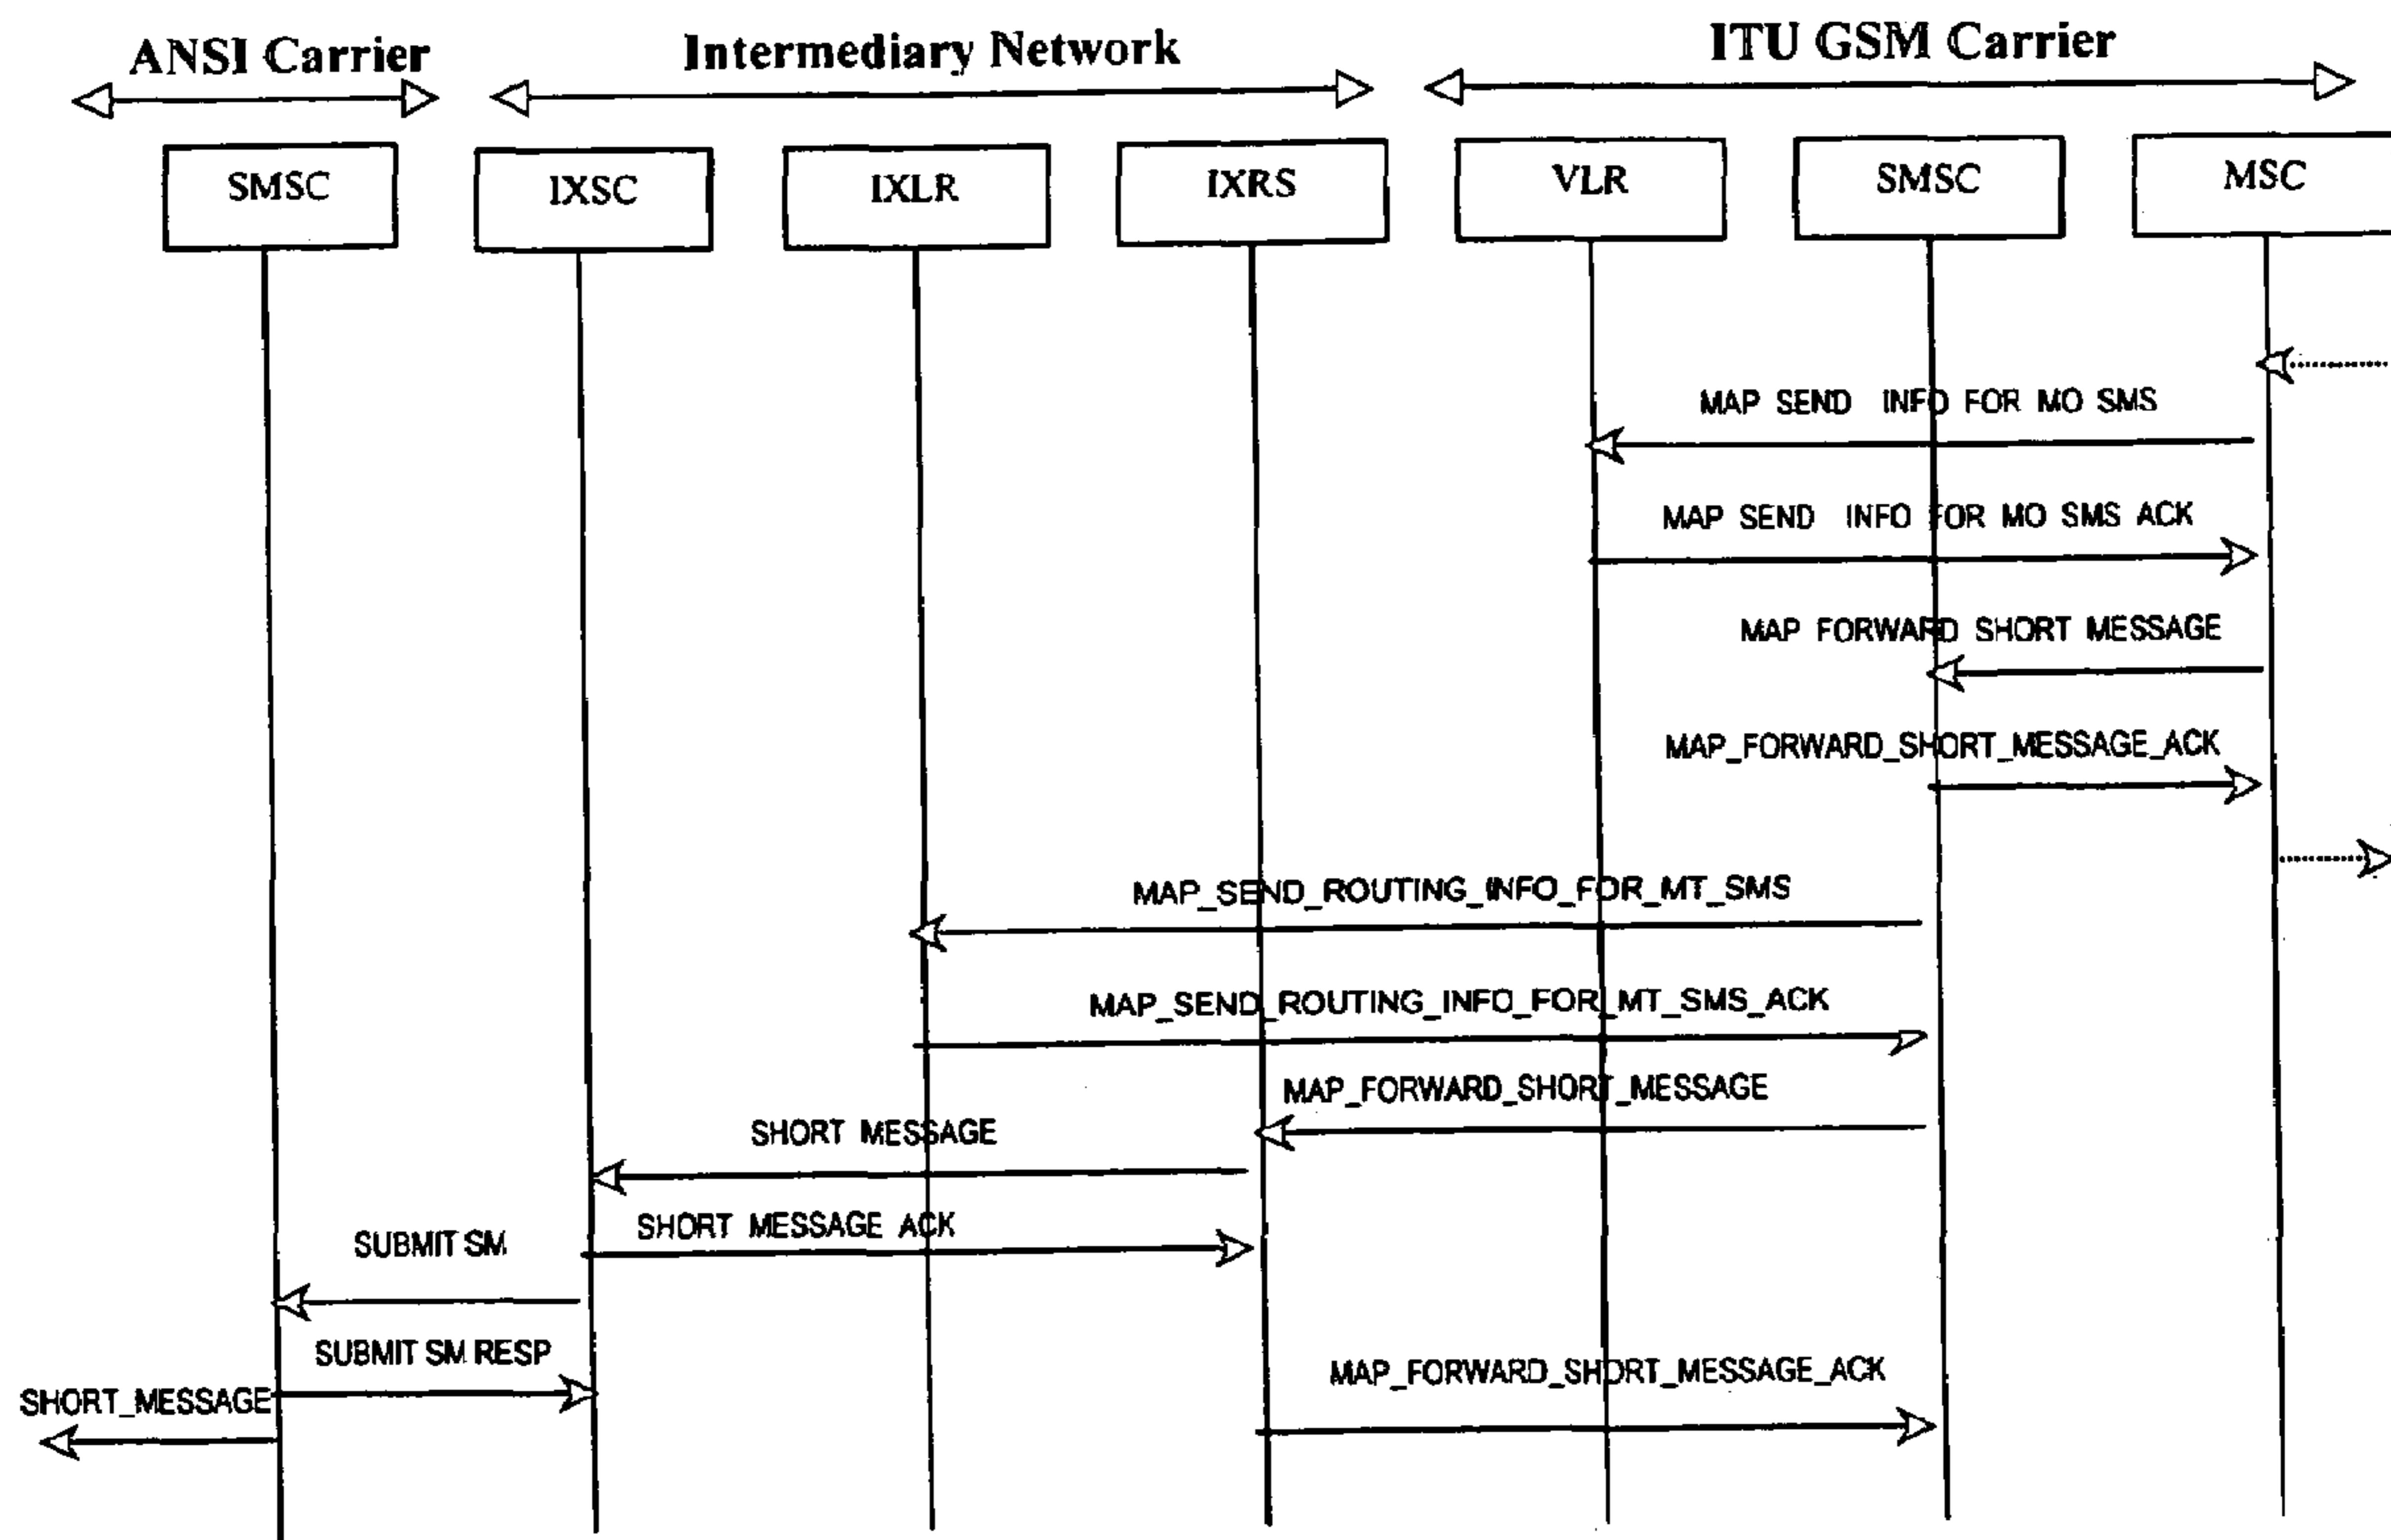 ANSI Carrier
Intermediary Network
ITU GSM Carrier
SMSC
IXSC
IXLR
IXRS
VLR
SMSC
MSC
MAP SEND INFO FOR MO SMS
MAP SEND INFO FOR MO SMS ACK
MAP FORWARD SHORT MESSAGE
MAP_FORWARD_SHORT_MESSAGE_ACK
MAP_SEND_ROUTING_INFO_FOR_MT_SMS
MAP_SEND_ROUTING_INFO_FOR_MT_SMS_ACK
MAP_FORWARD_SHORT_MESSAGE
SHORT MESSAGE
SHORT MESSAGE ACK
SUBMIT SM
SUBMIT SM RESP
MAP_FORWARD_SHORT_MESSAGE_ACK
SHORT_MESSAGE